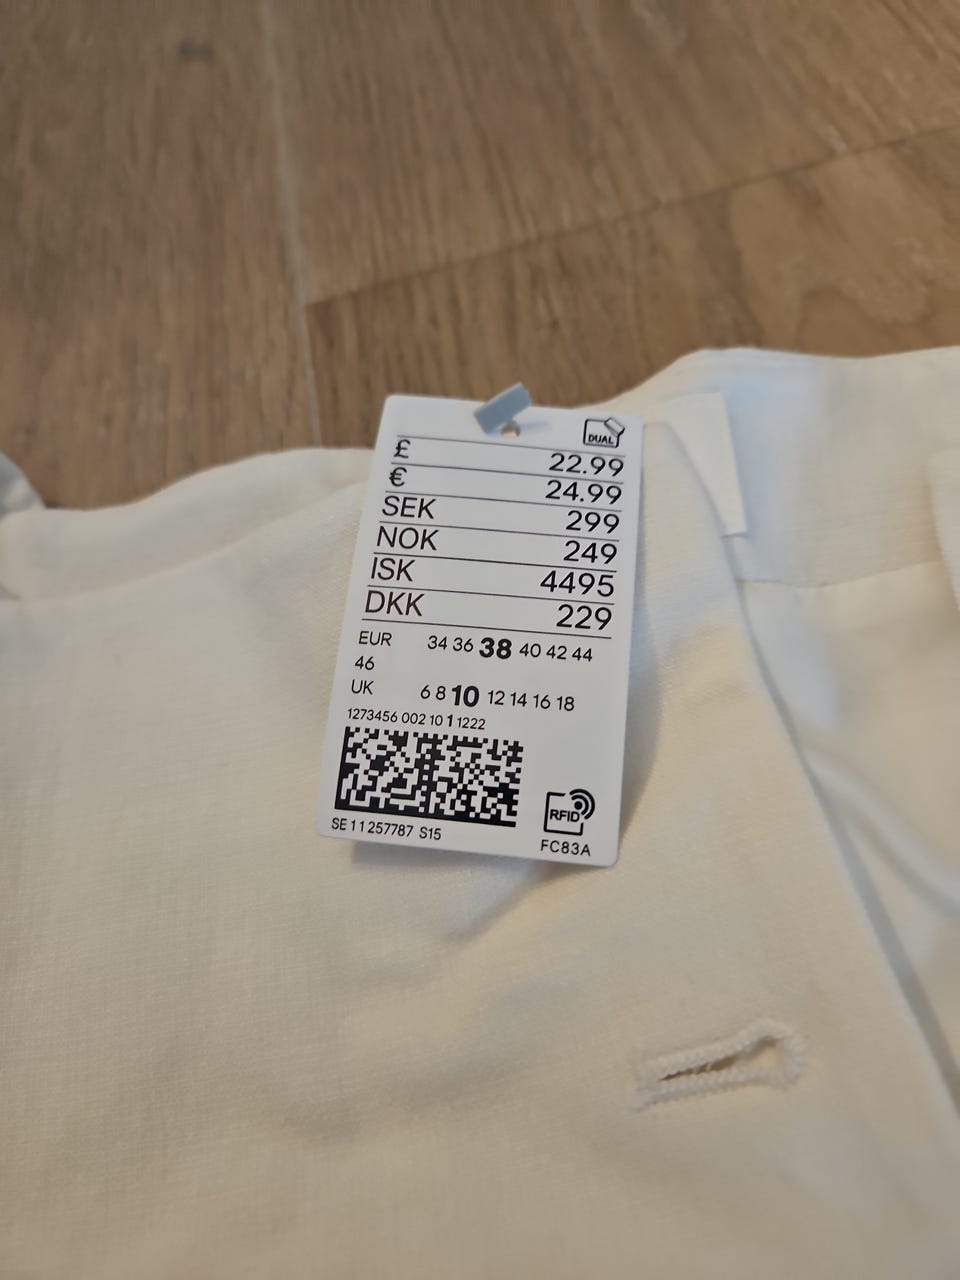 DUAL
£ 22.99
€ 24.99
SEK 299
NOK 249
ISK 4495
DKK 229
EUR 34 36 38 40 42 44
46
UK 6 8 10 12 14 16 18
1273456 002 10 1 1222
RFID
SE 11257787 S15
FC83A